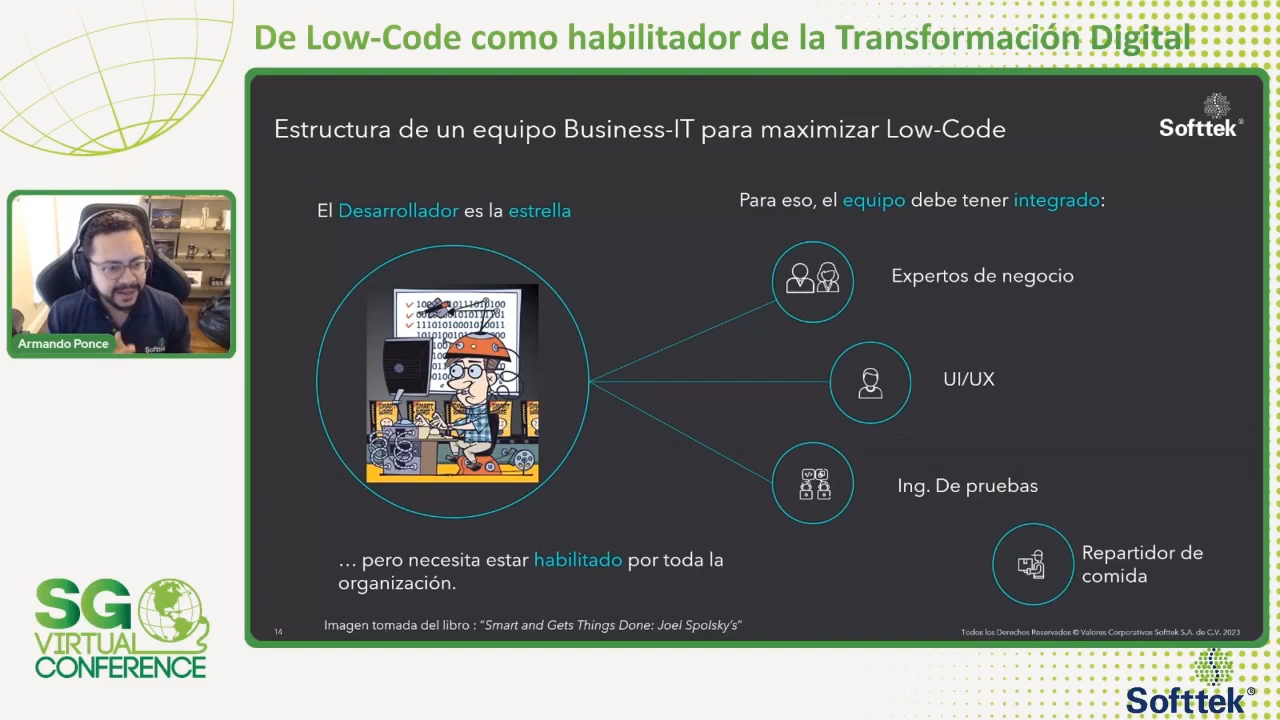 De Low-Code como habilitador de la Transformación Digital
Estructura de un equipo Business-IT para maximizar Low-Code
Softtek®
El Desarrollador es la estrella
Para eso, el equipo debe tener integrado:
Expertos de negocio
UI/UX
Ing. De pruebas
Repartidor de
comida
… pero necesita estar habilitado por toda la
organización.
Imagen tomada del libro : “Smart and Gets Things Done: Joel Spolsky’s”
14
Todos los Derechos Reservados © Valores Corporativos Softtek S.A. de C.V. 2023
Armando Ponce
Softtek
SG
VIRTUAL
CONFERENCE
Softtek®